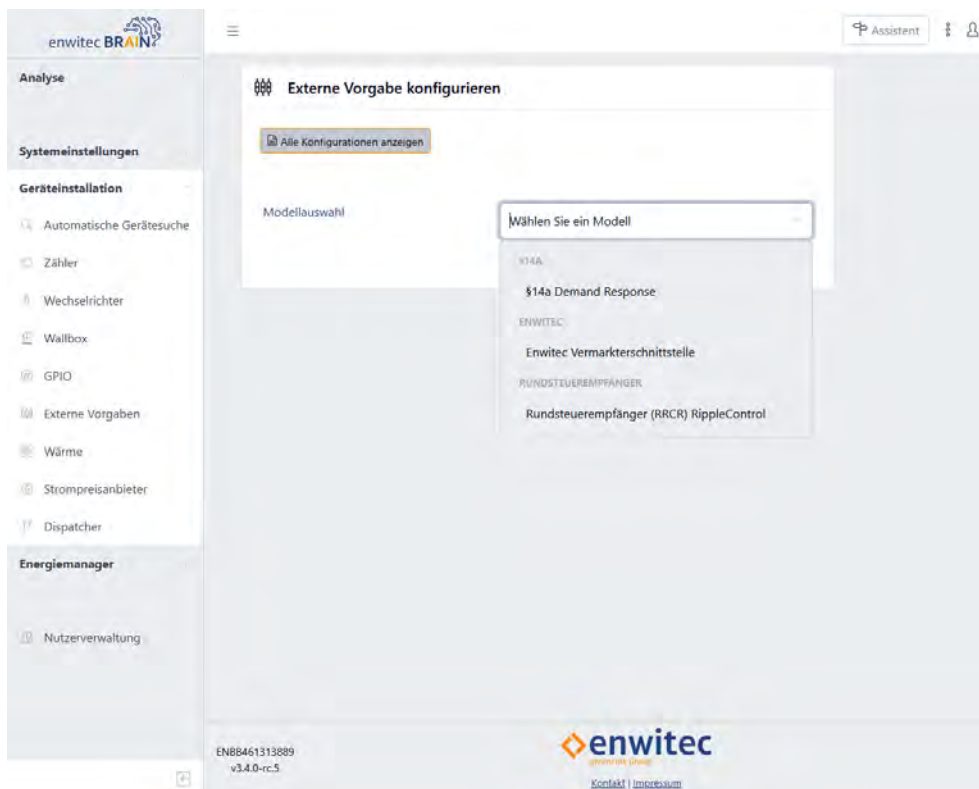 enwitec BRAIN
Assistent
Analyse
Systemeinstellungen
Geräteinstallation
Automatische Gerätesuche
Zähler
Wechselrichter
Wallbox
GPIO
Externe Vorgaben
Wärme
Strompreisanbieter
Dispatcher
Energiemanager
Nutzerverwaltung
Externe Vorgabe konfigurieren
Alle Konfigurationen anzeigen
Modellauswahl
Wählen Sie ein Modell
§14A
§14a Demand Response
ENWITEC
Enwitec Vermarkterschnittstelle
RUNDSTEUEREMPFÄNGER
Rundsteuerempfänger (RRCR) RippleControl
ENBB461313889
v3.4.0-rc.5
enwitec
Kontakt | Impressum